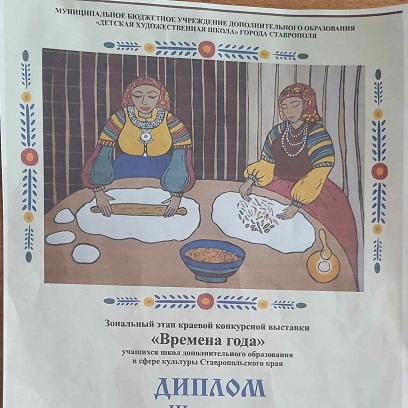 МУНИЦИПАЛЬНОЕ БЮДЖЕТНОЕ УЧРЕЖДЕНИЕ ДОПОЛНИТЕЛЬНОГО ОБРАЗОВАНИЯ
«ДЕТСКАЯ ХУДОЖЕСТВЕННАЯ ШКОЛА» ГОРОДА СТАВРОПОЛЯ
Зональный этап краевой конкурсной выставки
«Времена года»
учащихся школ дополнительного образования
в сфере культуры Ставропольского края
ДИПЛОМ